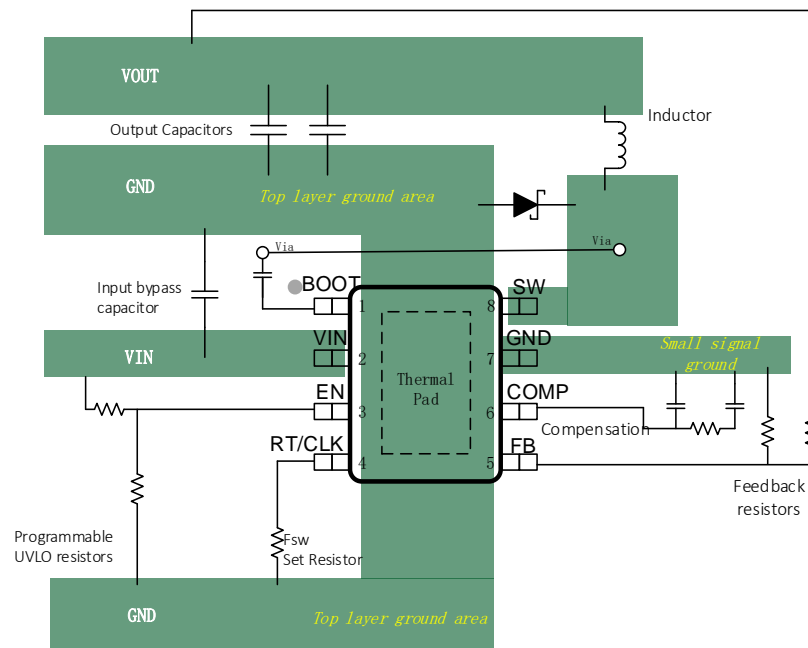 VOUT
Output Capacitors
Inductor
GND
Top layer ground area
Via
Via
Input bypass
capacitor
BOOT
SW
1
8
VIN
VIN
GND
Small signal
ground
2
7
Thermal
Pad
EN
COMP
3
6
Compensation
RT/CLK
FB
4
5
Feedback
resistors
Programmable
UVLO resistors
Fsw
Set Resistor
GND
Top layer ground area